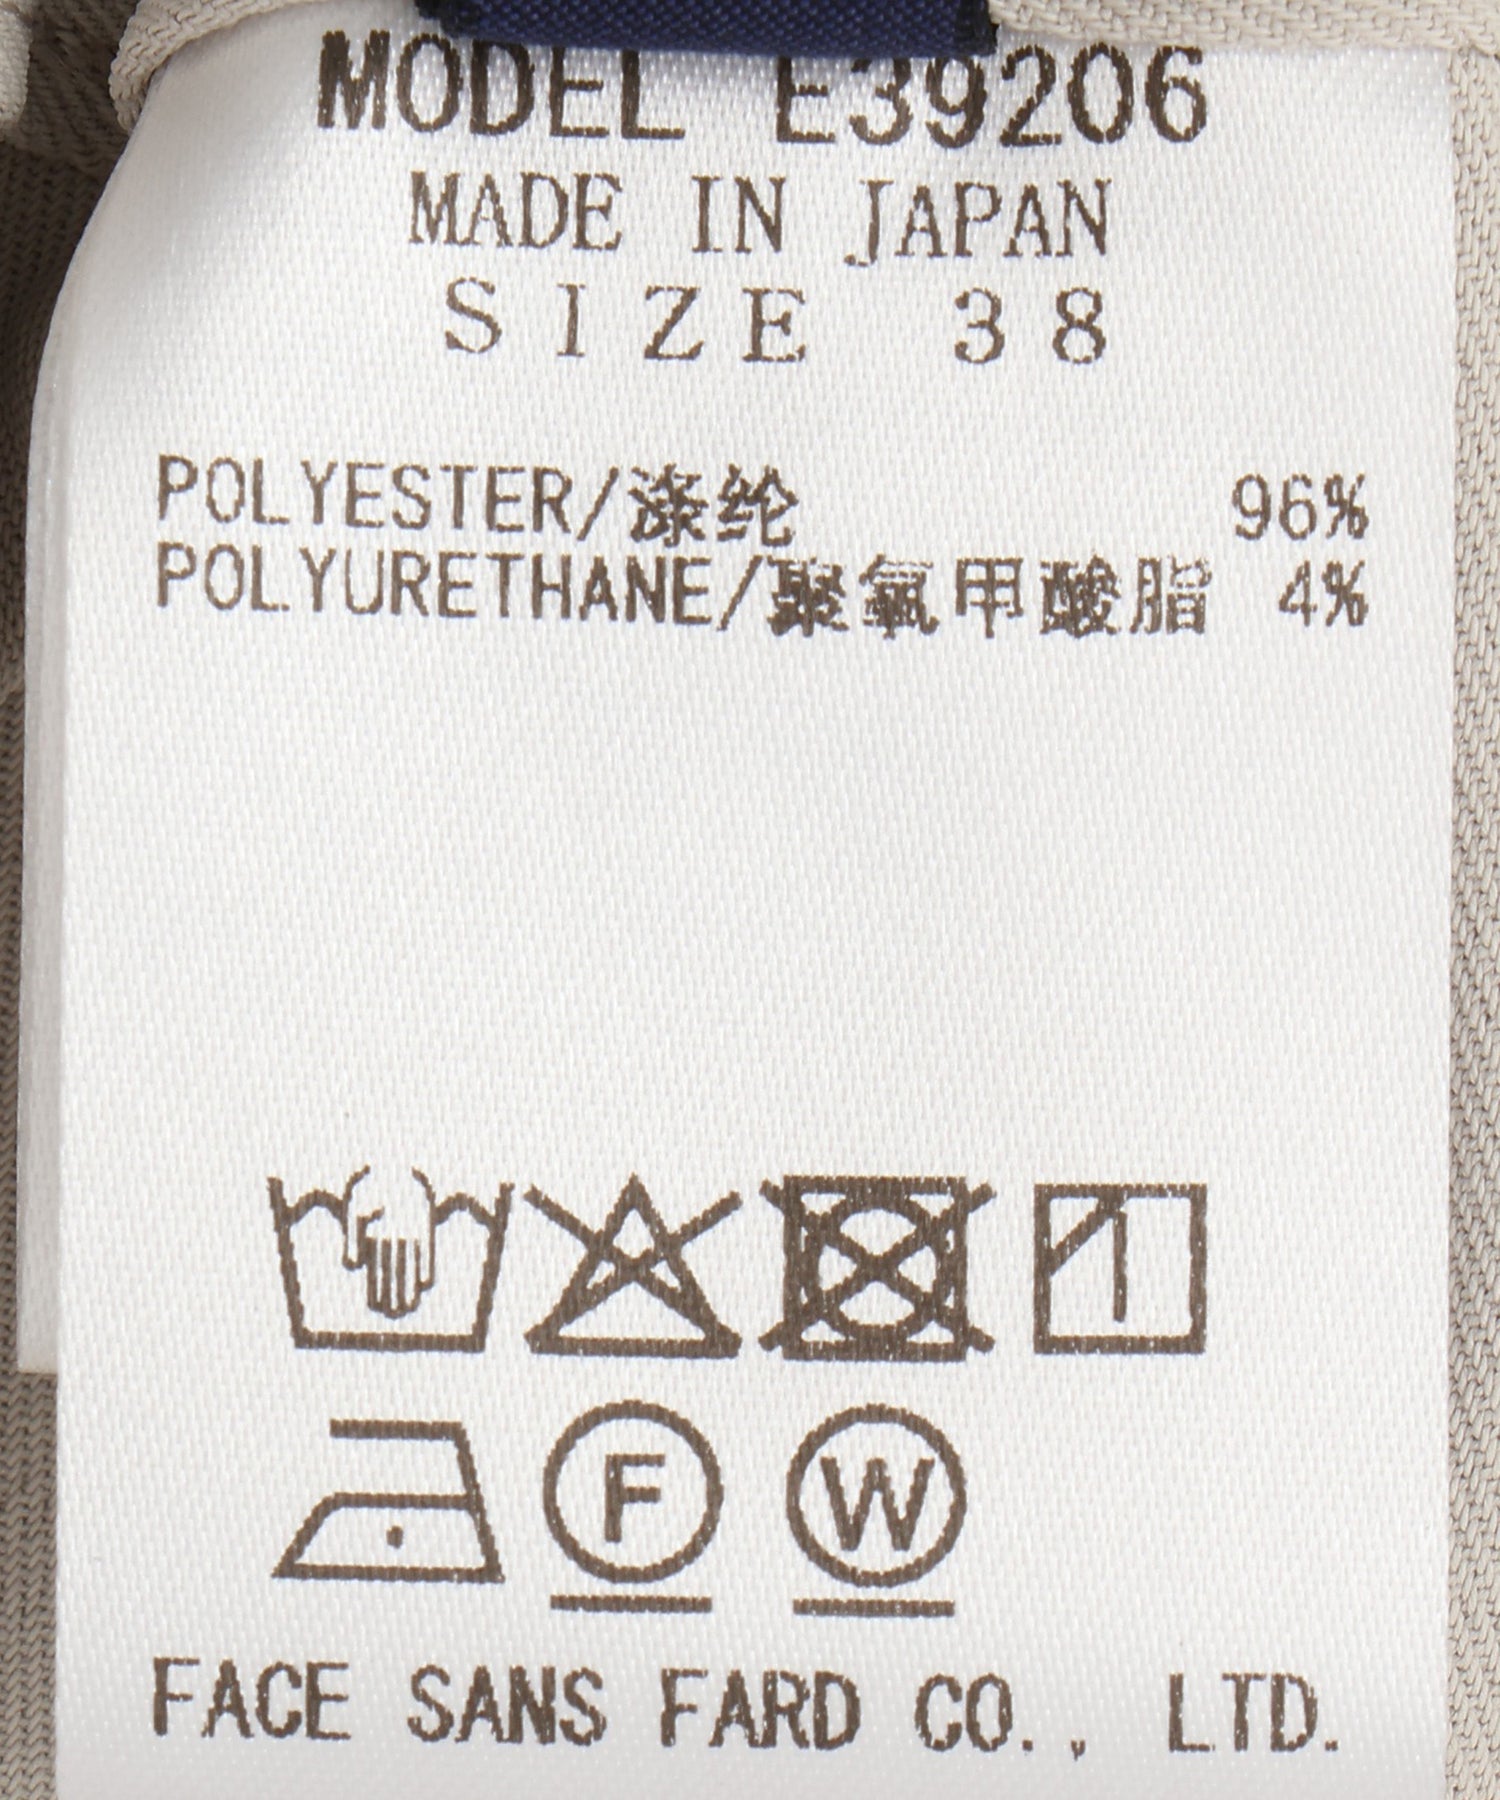 MODEL E39206
MADE IN JAPAN
SIZE 38
POLYESTER/涤纶 96%
POLYURETHANE/聚氨甲酸脂 4%
F W
FACE SANS FARD CO., LTD.